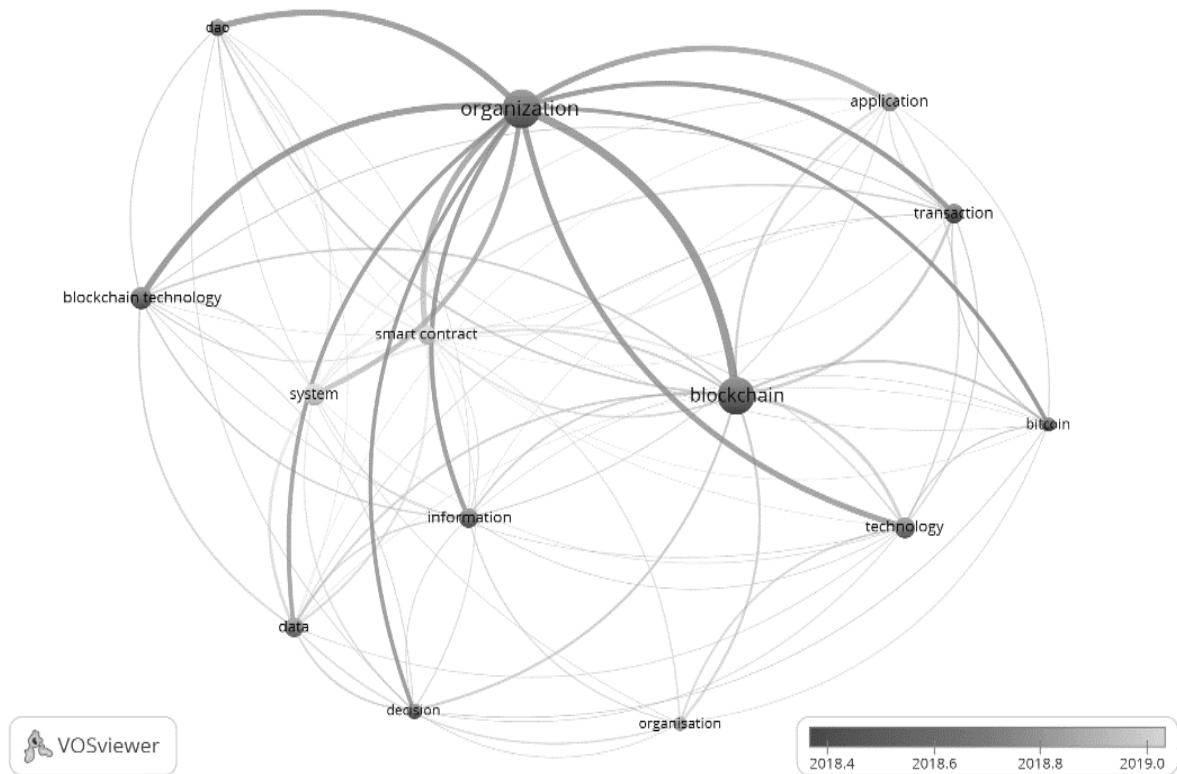 dao
organization
application
transaction
blockchain technology
smart contract
system
blockchain
bitcoin
information
technology
data
decision
organisation
VOSviewer
2018.4 2018.6 2018.8 2019.0